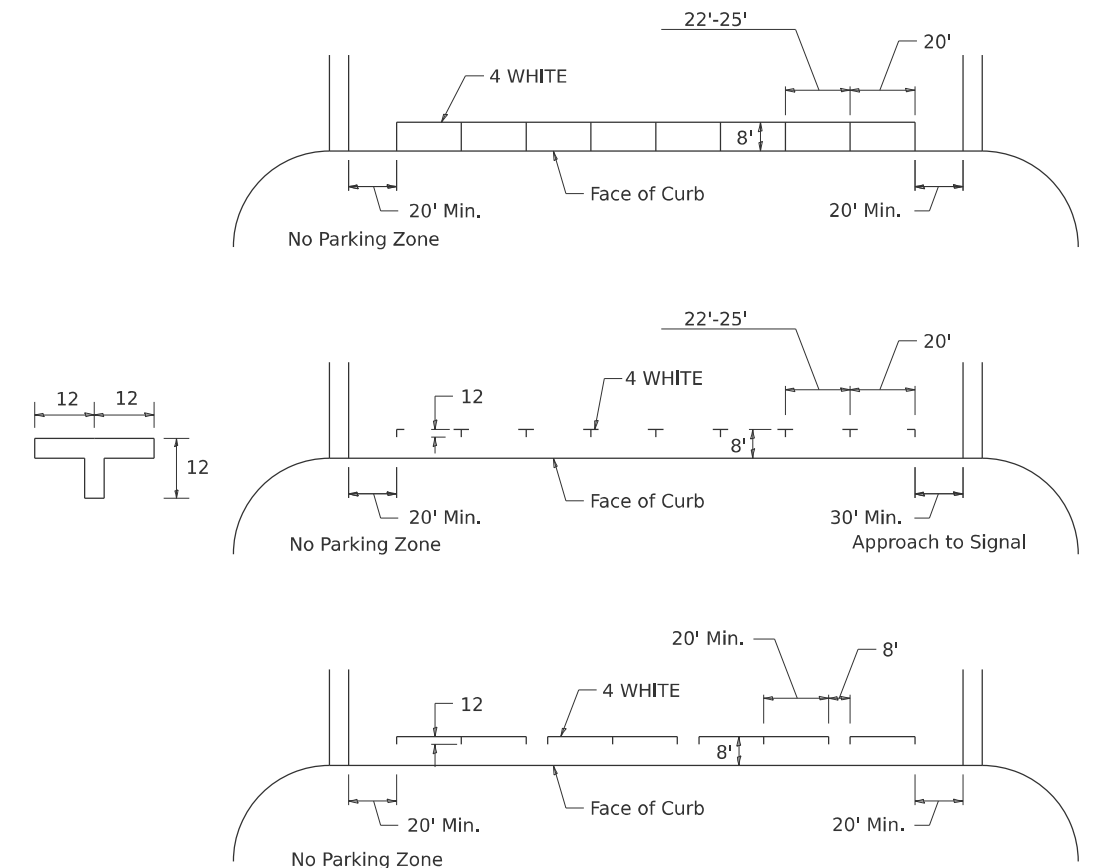 22'-25'
20'
4 WHITE
8'
Face of Curb
20' Min.
20' Min.
No Parking Zone
22'-25'
20'
4 WHITE
12
12 12
12
8'
Face of Curb
20' Min.
30' Min.
No Parking Zone
Approach to Signal
20' Min.
8'
4 WHITE
12
8'
Face of Curb
20' Min.
20' Min.
No Parking Zone